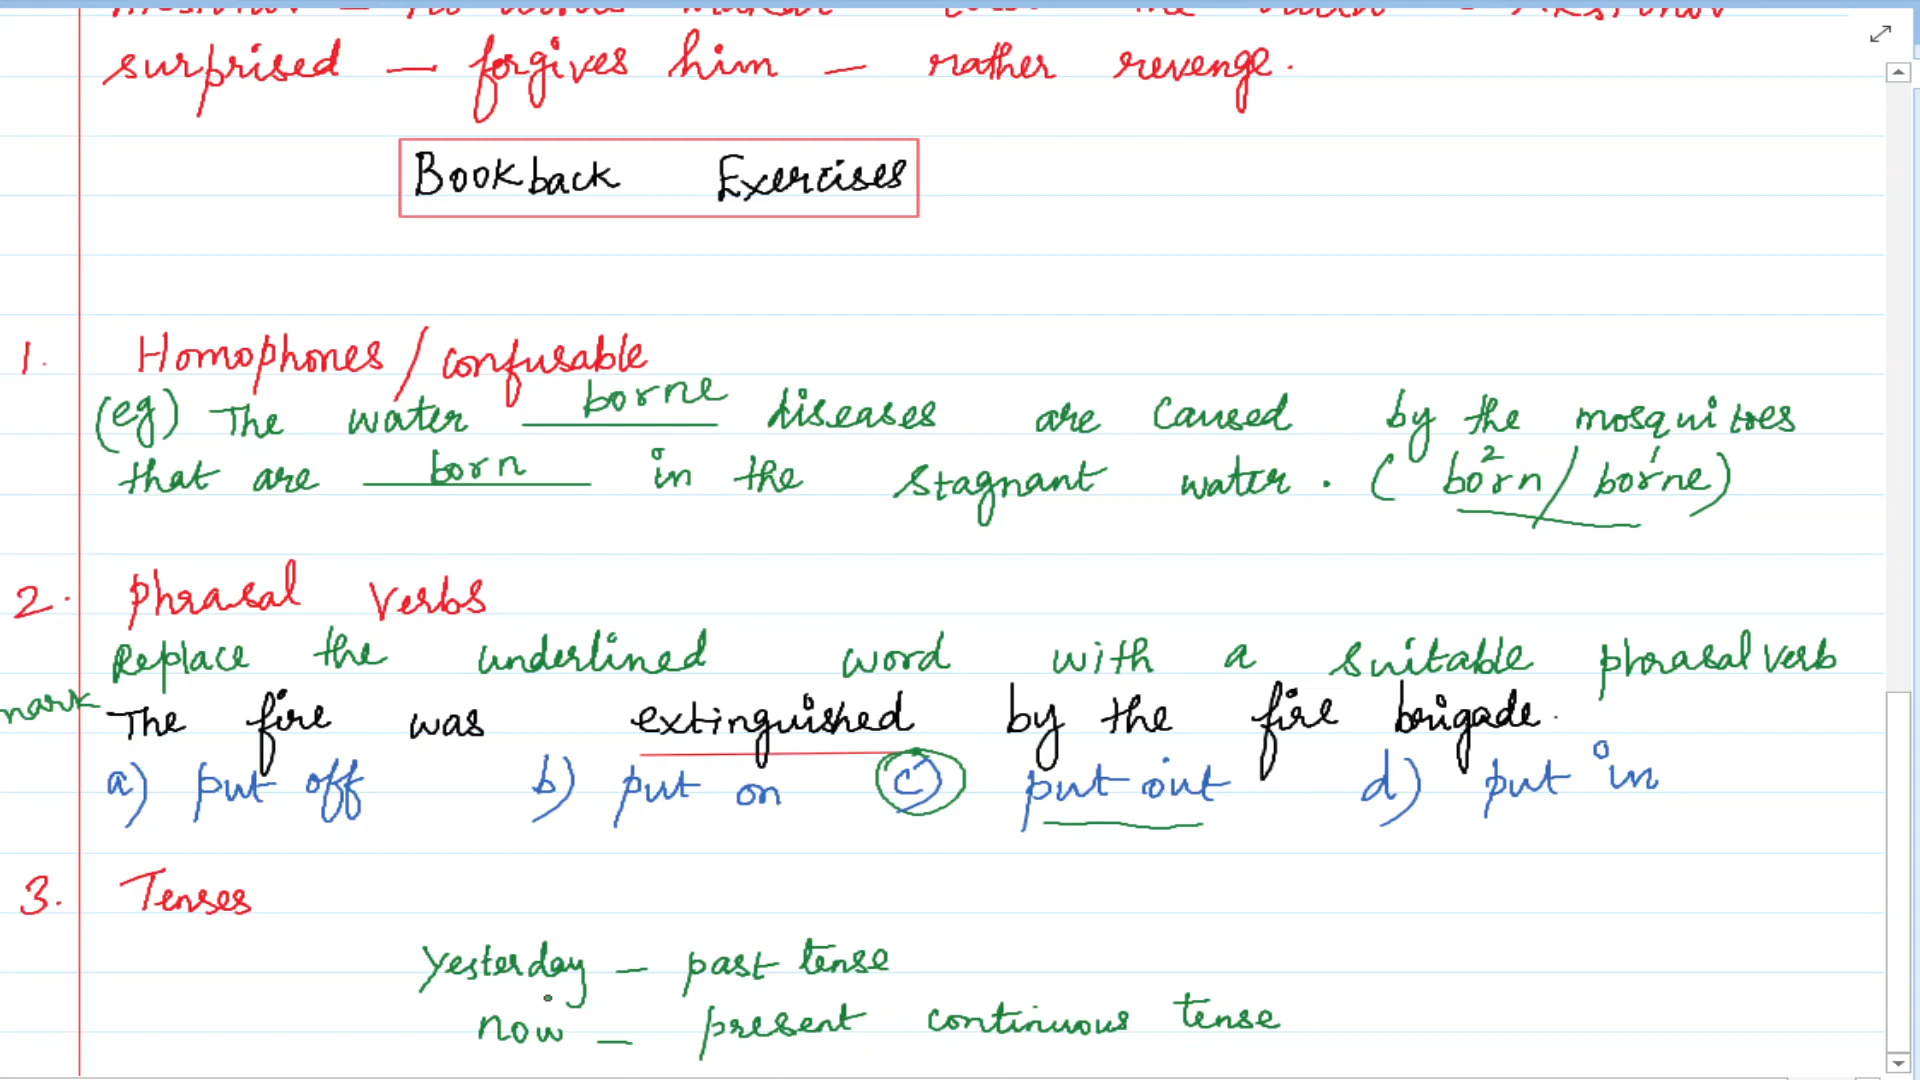 surprised — forgives him — rather revenge.
Bookback Exercises
1. Homophones / confusable
(eg) The water borne diseases are caused by the mosquitoes
that are born in the stagnant water. ( born / borne )
2 1
2. Phrasal Verbs
Replace the underlined word with a suitable phrasal verb
mark The fire was extinguished by the fire brigade.
a) put off b) put on c) put out d) put in
3. Tenses
Yesterday — past tense
now — present continuous tense